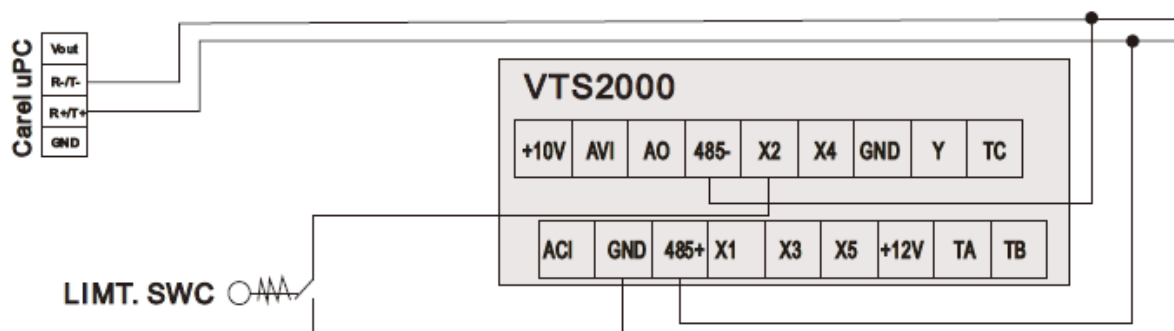 Carel uPC
Vout
R-/T-
R+/T+
GND
VTS2000
+10V AVI AO 485- X2 X4 GND Y TC
ACI GND 485+ X1 X3 X5 +12V TA TB
LIMT. SWC